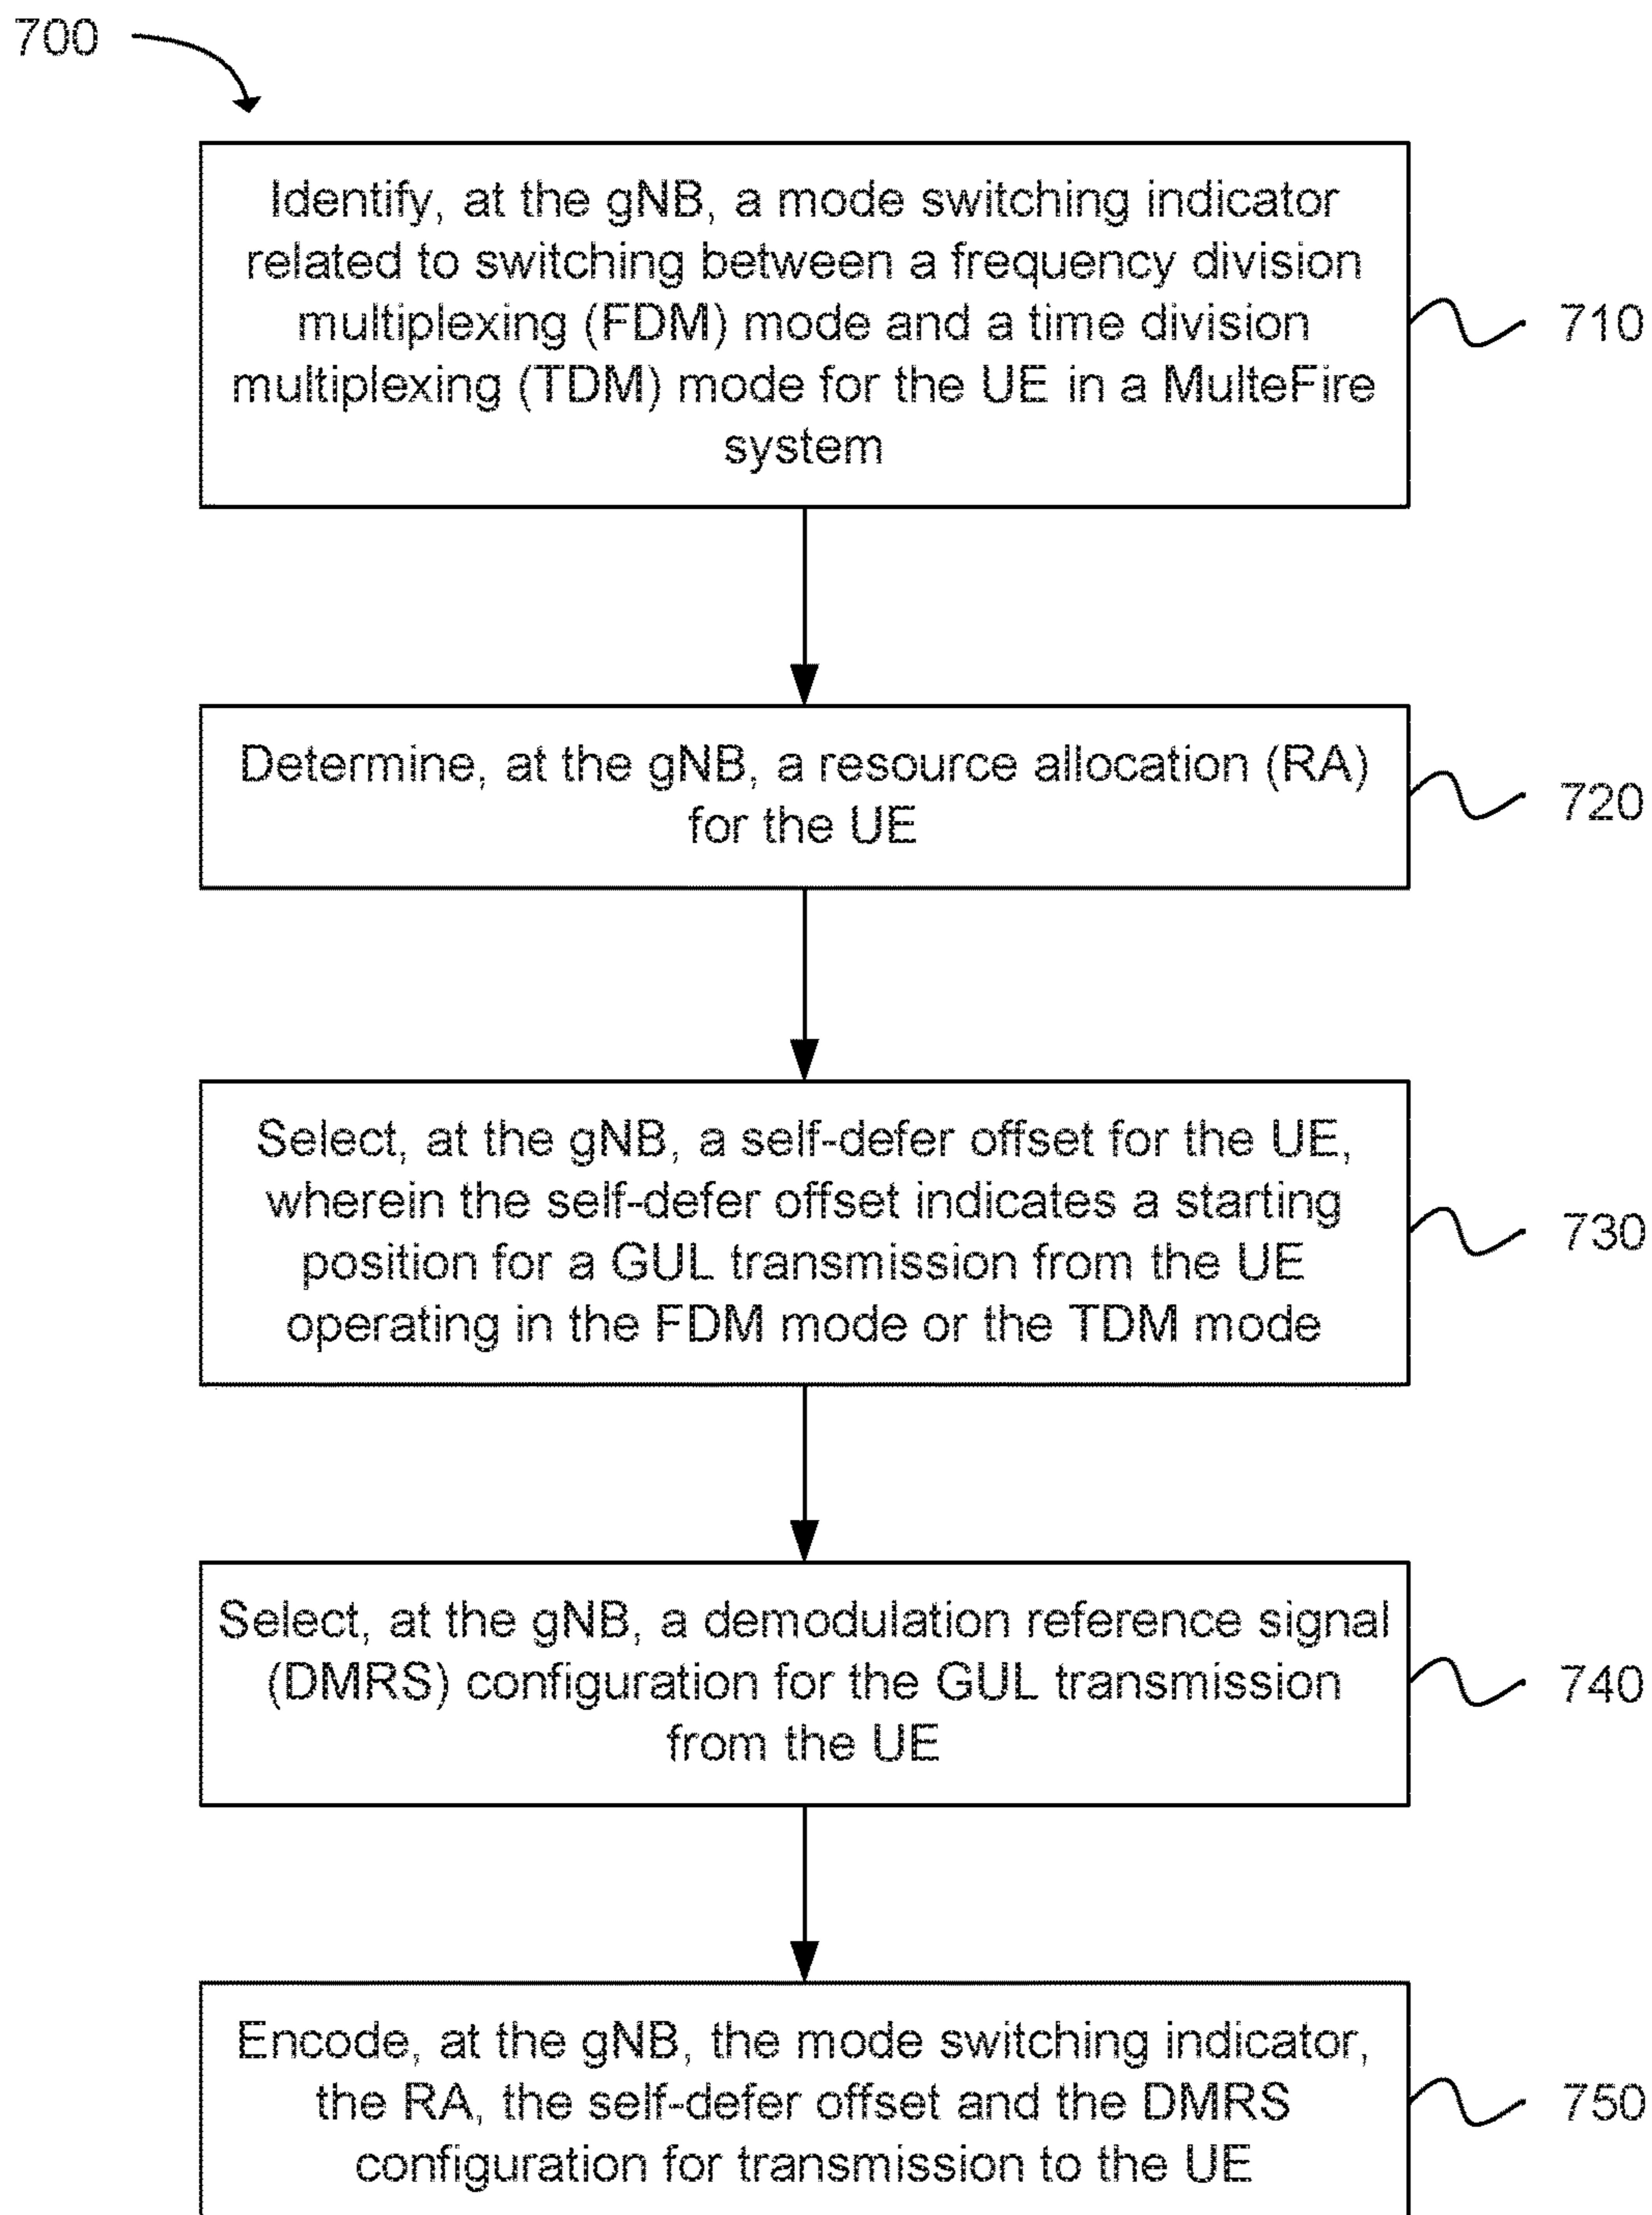 700
Identify, at the gNB, a mode switching indicator
related to switching between a frequency division
multiplexing (FDM) mode and a time division
multiplexing (TDM) mode for the UE in a MulteFire
system
710
Determine, at the gNB, a resource allocation (RA)
for the UE
720
Select, at the gNB, a self-defer offset for the UE,
wherein the self-defer offset indicates a starting
position for a GUL transmission from the UE
operating in the FDM mode or the TDM mode
730
Select, at the gNB, a demodulation reference signal
(DMRS) configuration for the GUL transmission
from the UE
740
Encode, at the gNB, the mode switching indicator,
the RA, the self-defer offset and the DMRS
configuration for transmission to the UE
750